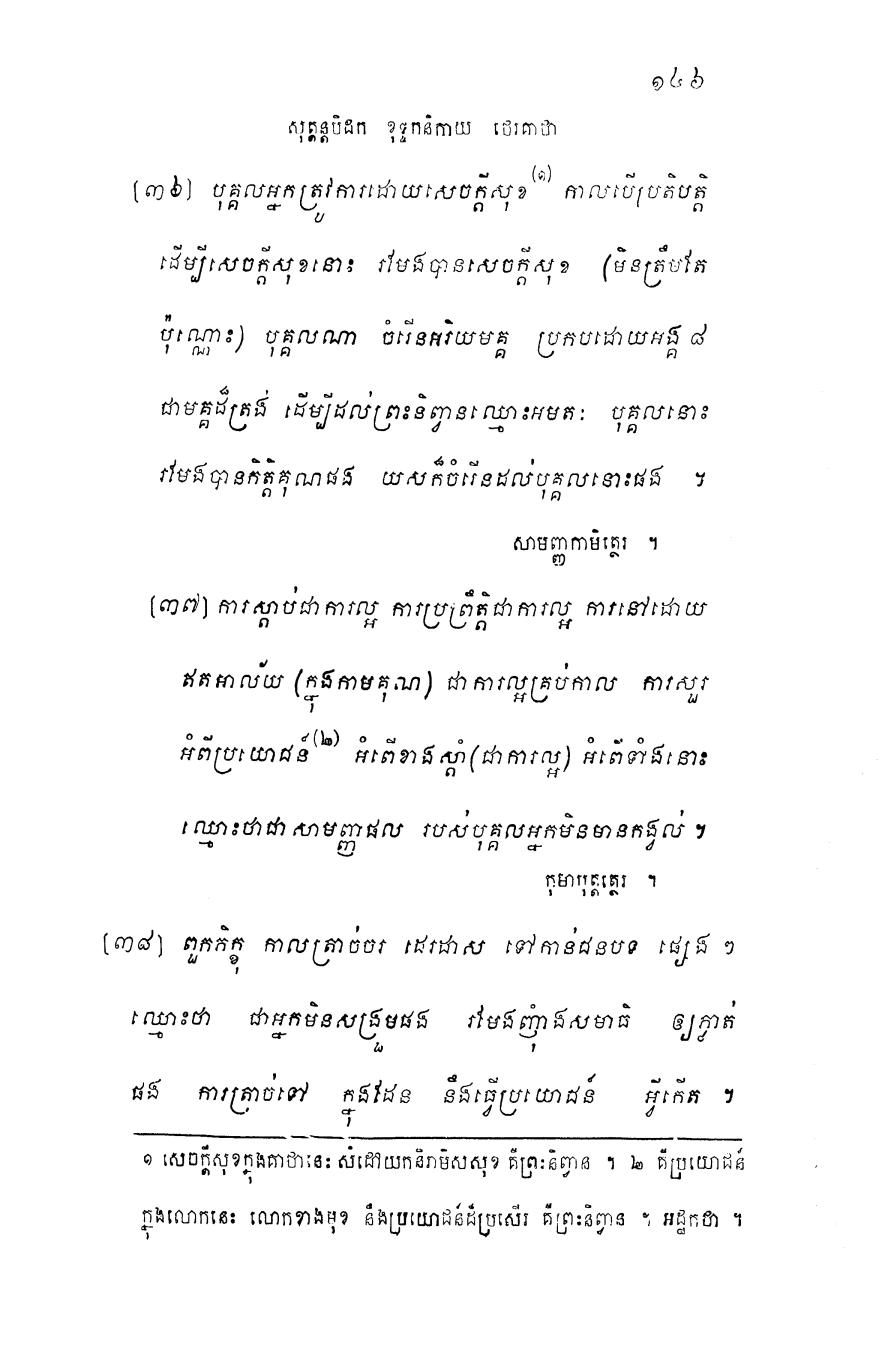 ១៤៦
សុត្តន្តបិដក ខុទ្ទកនិកាយ ថេរគាថា
[៣៦] បុគ្គលអ្នកត្រូវការដោយសេចក្តីសុខ(១) កាលបើប្រតិបត្តិ
ដើម្បីសេចក្តីសុខនោះ រមែងបានសេចក្តីសុខ (មិនត្រឹមតែ
ប៉ុណ្ណោះ) បុគ្គលណា ចំរើនអរិយមគ្គ ប្រកបដោយអង្គ ៨
ជាមគ្គដ៏ត្រង់ ដើម្បីដល់ព្រះនិព្វានឈ្មោះអមតៈ បុគ្គលនោះ
រមែងបានកិត្តិគុណផង យសក៏ចំរើនដល់បុគ្គលនោះផង ។
សាមញ្ញកាមិត្ថេរ ។
[៣៧] ការស្តាប់ជាការល្អ ការប្រព្រឹត្តិជាការល្អ ការនៅដោយ
ឥតអាល័យ (ក្នុងកាមគុណ) ជាការល្អគ្រប់កាល ការសួរ
អំពីប្រយោជន៍(២) អំពើខាងស្តាំ(ជាការល្អ) អំពើទាំងនោះ
ឈ្មោះថាជាសាមញ្ញផល របស់បុគ្គលអ្នកមិនមានកង្វល់ ។
កុមាបុត្តត្ថេរ ។
[៣៨] ពួកភិក្ខុ កាលត្រាច់ចរ ដេរដាស ទៅកាន់ជនបទ ផ្សេង ៗ
ឈ្មោះថា ជាអ្នកមិនសង្រួមផង រមែងញុំាងសមាធិ ឲ្យភ្លាត់
ផង ការត្រាច់ទៅ ក្នុងដែន នឹងធ្វើប្រយោជន៍ អ្វីកើត ។
១ សេចក្តីសុខក្នុងគាថានេះ សំដៅយកនិរាមិសសុខ គឺព្រះនិព្វាន ។ ២ គឺប្រយោជន៍
ក្នុងលោកនេះ លោកខាងមុខ នឹងប្រយោជន៍ដ៏ប្រសើរ គឺព្រះនិព្វាន ។ អដ្ឋកថា ។